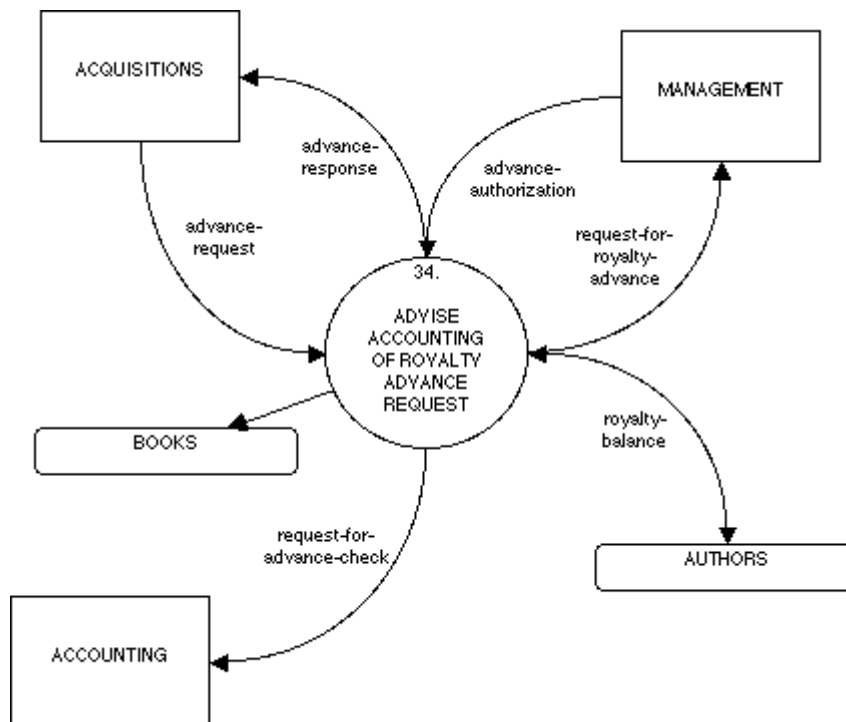 ACQUISITIONS
MANAGEMENT
advance-
response
advance-
authorization
advance-
request
request-for-
royalty-
advance
34.
ADVISE
ACCOUNTING
OF ROYALTY
ADVANCE
REQUEST
BOOKS
royalty-
balance
request-for-
advance-check
AUTHORS
ACCOUNTING